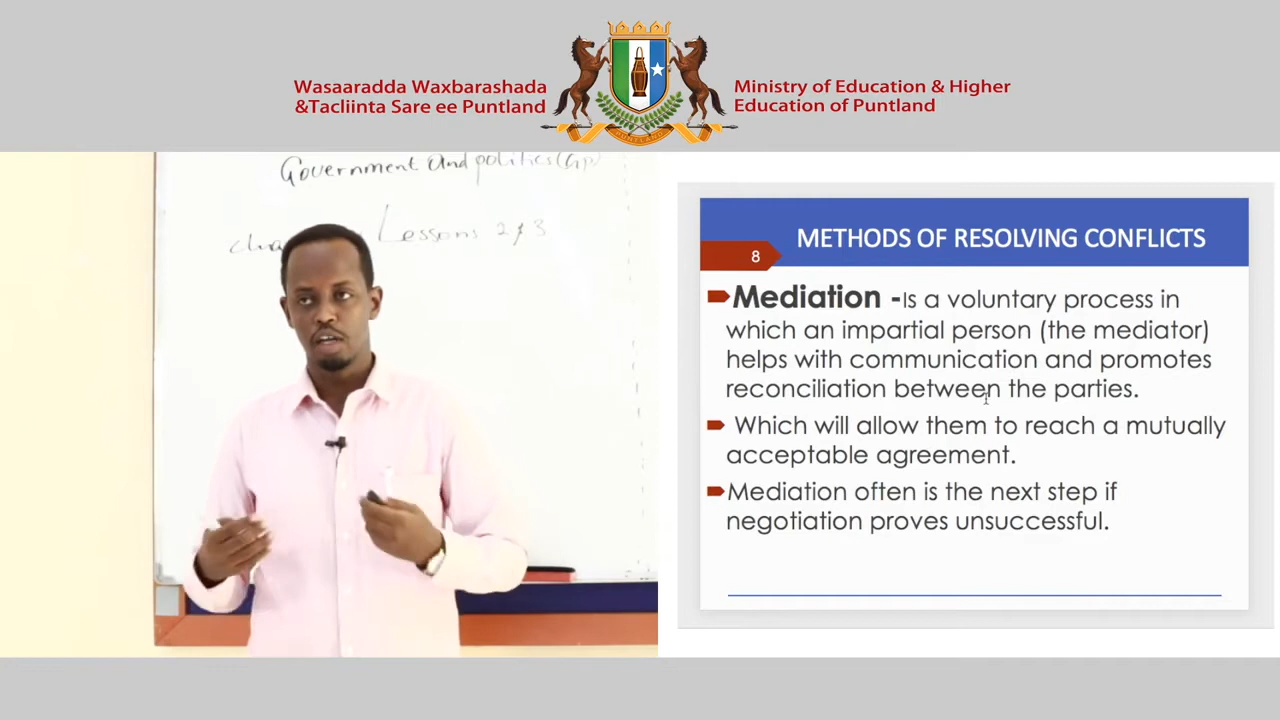 Wasaaradda Waxbarashada
&Tacliinta Sare ee Puntland
Ministry of Education & Higher
Education of Puntland
PUNTLAND
Government and politics(GP)
Lessons 2 & 3
8
METHODS OF RESOLVING CONFLICTS
Mediation -Is a voluntary process in
which an impartial person (the mediator)
helps with communication and promotes
reconciliation between the parties.
Which will allow them to reach a mutually
acceptable agreement.
Mediation often is the next step if
negotiation proves unsuccessful.